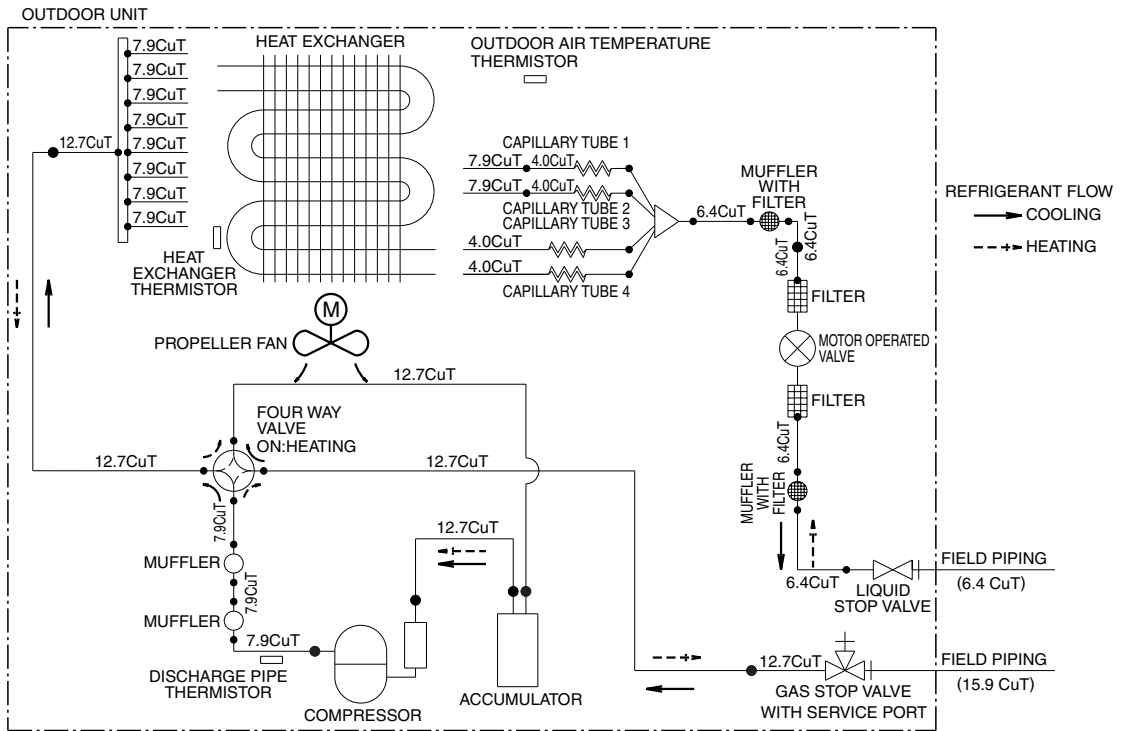 OUTDOOR UNIT
7.9CuT
7.9CuT
7.9CuT
7.9CuT
7.9CuT
7.9CuT
7.9CuT
7.9CuT
12.7CuT
HEAT EXCHANGER
OUTDOOR AIR TEMPERATURE
THERMISTOR
CAPILLARY TUBE 1
7.9CuT
4.0CuT
7.9CuT
4.0CuT
CAPILLARY TUBE 2
CAPILLARY TUBE 3
4.0CuT
4.0CuT
CAPILLARY TUBE 4
6.4CuT
MUFFLER
WITH
FILTER
6.4CuT
6.4CuT
REFRIGERANT FLOW
COOLING
HEATING
HEAT
EXCHANGER
THERMISTOR
FILTER
MOTOR OPERATED
VALVE
FILTER
M
PROPELLER FAN
12.7CuT
FOUR WAY
VALVE
ON:HEATING
12.7CuT
12.7CuT
6.4CuT
MUFFLER
WITH
FILTER
7.9CuT
MUFFLER
7.9CuT
MUFFLER
7.9CuT
DISCHARGE PIPE
THERMISTOR
COMPRESSOR
12.7CuT
ACCUMULATOR
6.4CuT
LIQUID
STOP VALVE
FIELD PIPING
(6.4 CuT)
12.7CuT
GAS STOP VALVE
WITH SERVICE PORT
FIELD PIPING
(15.9 CuT)